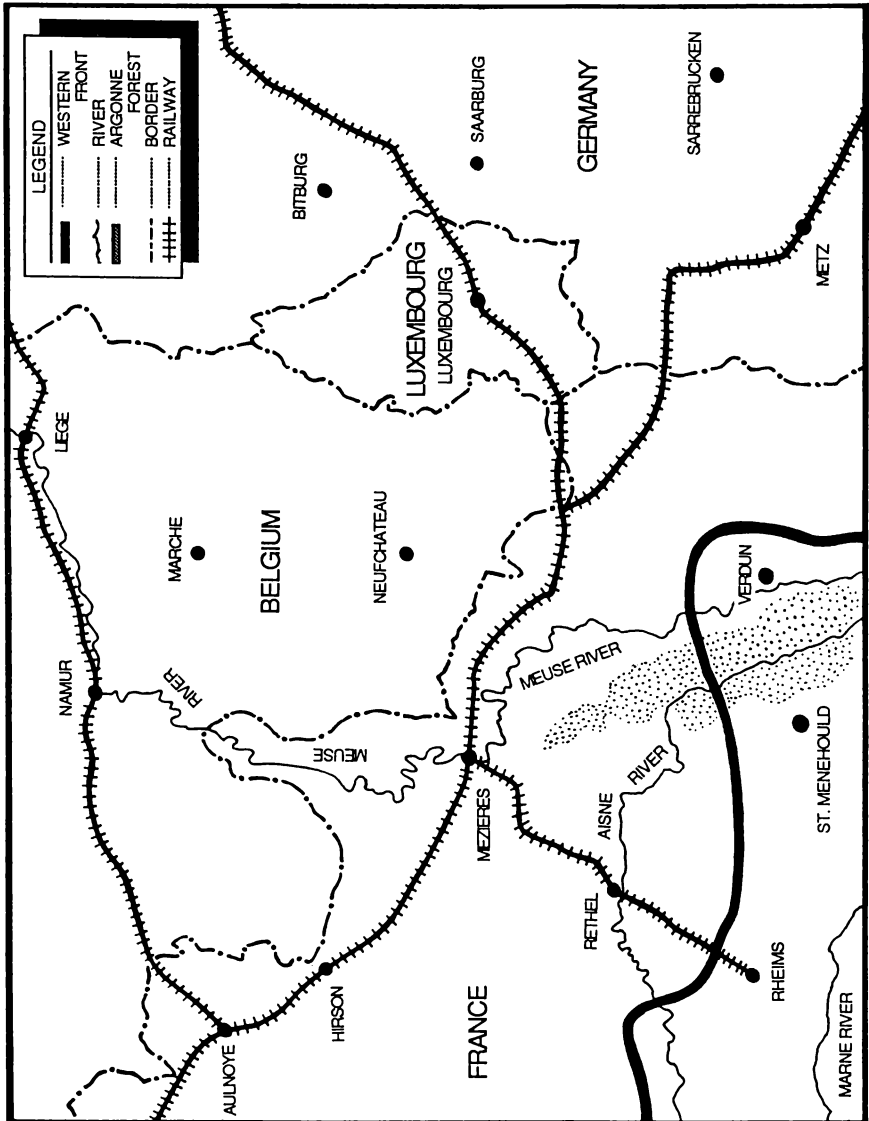 LEGEND
WESTERN
FRONT
RIVER
ARGONNE
FOREST
BORDER
RAILWAY
LIEGE
NAMUR
MARCHE
BELGIUM
NEUFCHATEAU
RIVER
MEUSE
BITBURG
LUXEMBOURG
LUXEMBOURG
SAARBURG
GERMANY
SARREBRUCKEN
METZ
AULNOYE
HIRSON
FRANCE
MEZIERES
MEUSE RIVER
VERDUN
AISNE
RIVER
RETHEL
ST. MENEHOULD
RHEIMS
MARNE RIVER